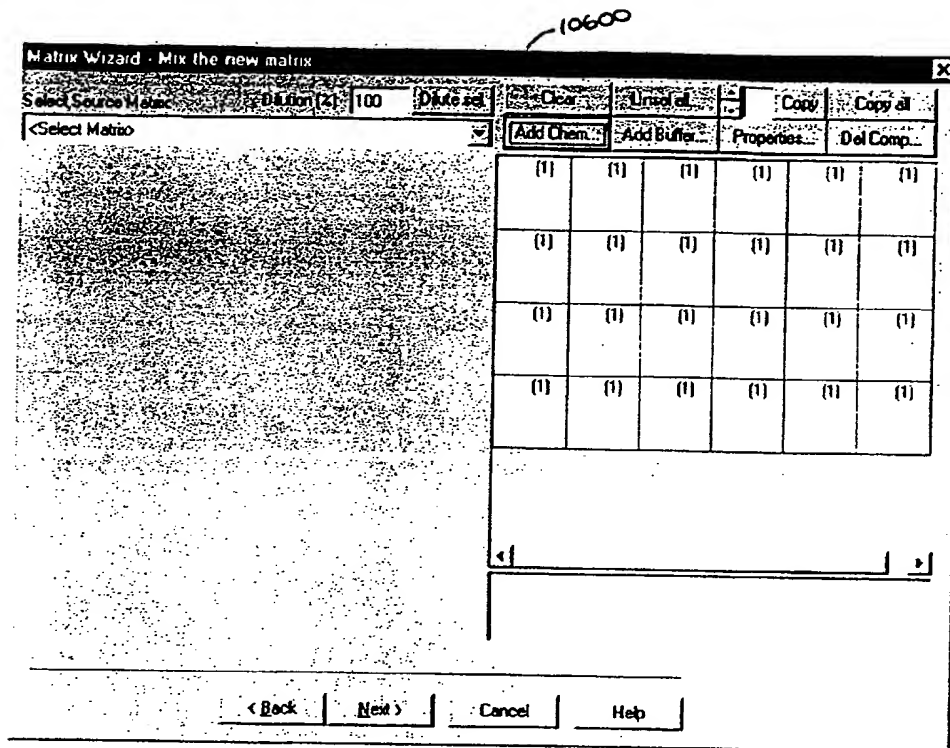 10600
Matrix Wizard - Mix the new matrix
Select Source Matrix: Dilution [%] 100 Dilute sel. Clear Unsel all Copy Copy all
<Select Matrix> Add Chem... Add Buffer... Properties... Del Comp...
(1) (1) (1) (1) (1) (1)
(1) (1) (1) (1) (1) (1)
(1) (1) (1) (1) (1) (1)
(1) (1) (1) (1) (1) (1)
< Back Next > Cancel Help